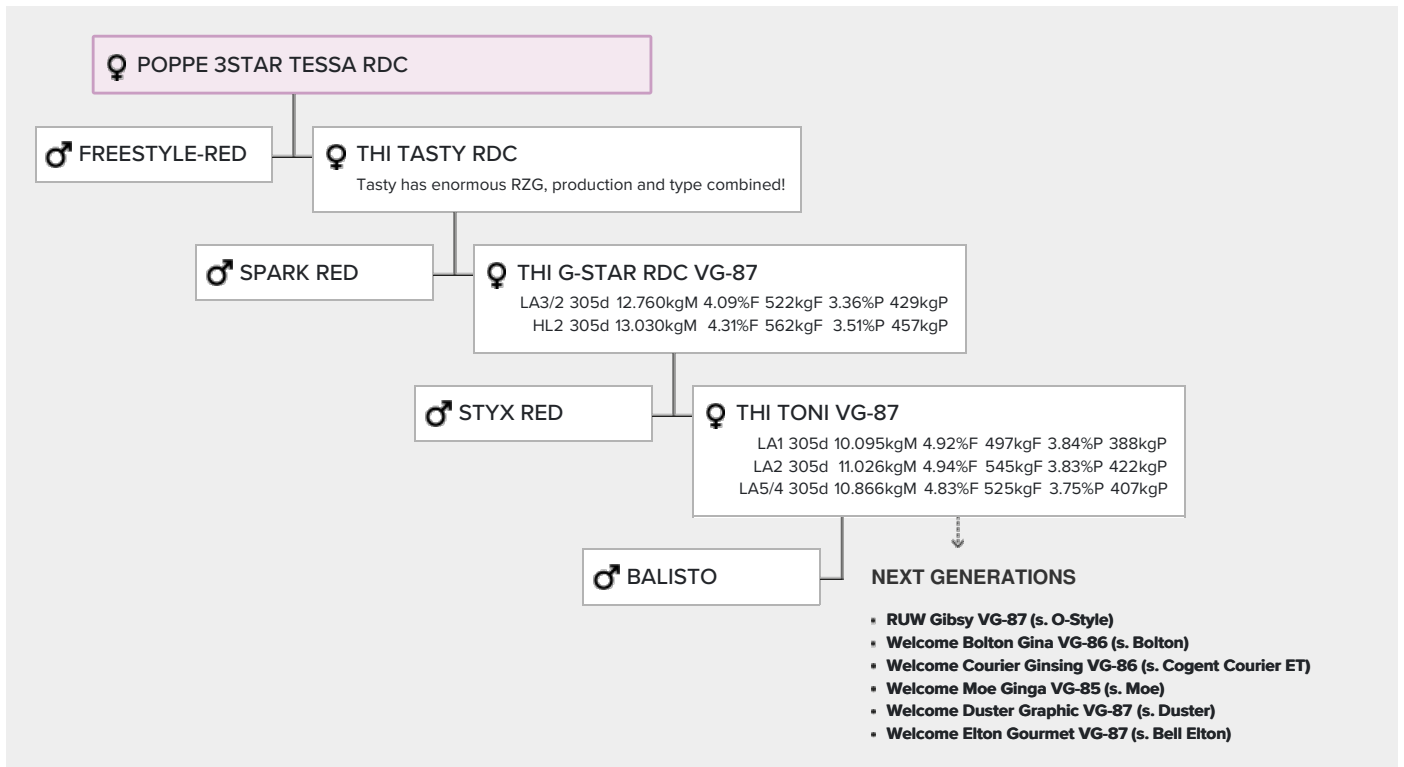 POPPE 3STAR TESSA RDC
FREESTYLE-RED
THI TASTY RDC
Tasty has enormous RZG, production and type combined!
SPARK RED
THI G-STAR RDC VG-87
LA3/2 305d 12.760kgM 4.09%F 522kgF 3.36%P 429kgP
HL2 305d 13.030kgM 4.31%F 562kgF 3.51%P 457kgP
STYX RED
THI TONI VG-87
LA1 305d 10.095kgM 4.92%F 497kgF 3.84%P 388kgP
LA2 305d 11.026kgM 4.94%F 545kgF 3.83%P 422kgP
LA5/4 305d 10.866kgM 4.83%F 525kgF 3.75%P 407kgP
BALISTO
NEXT GENERATIONS
RUW Gibsy VG-87 (s. O-Style)
Welcome Bolton Gina VG-86 (s. Bolton)
Welcome Courier Ginsing VG-86 (s. Cogent Courier ET)
Welcome Moe Ginga VG-85 (s. Moe)
Welcome Duster Graphic VG-87 (s. Duster)
Welcome Elton Gourmet VG-87 (s. Bell Elton)